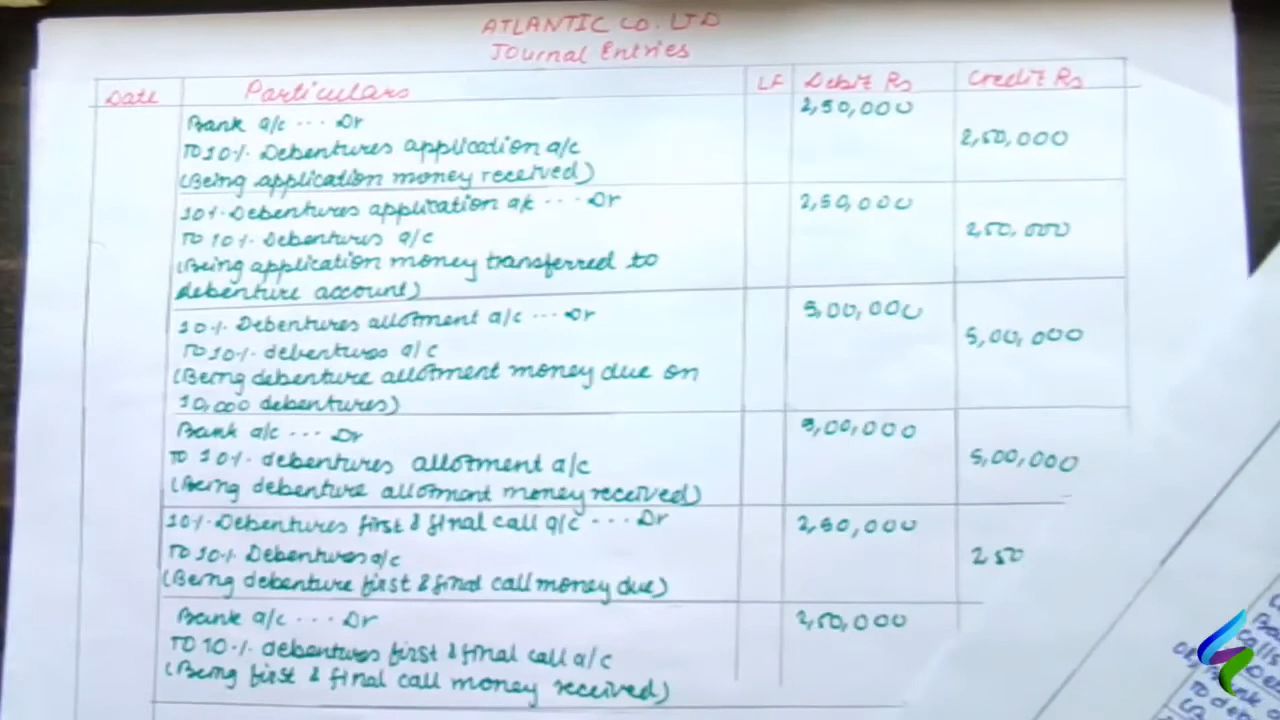 ATLANTIC CO. LTD
Journal Entries
Date Particulars LF Debit Rs Credit Rs
Bank a/c ... Dr 2,50,000
To 10% Debentures application a/c 2,50,000
(Being application money received)
10% Debentures application a/c ... Dr 2,50,000
To 10% Debentures a/c 2,50,000
(Being application money transferred to
debenture account)
10% Debentures allotment a/c ... Dr 5,00,000
To 10% debentures a/c 5,00,000
(Being debenture allotment money due on
10,000 debentures)
Bank a/c ... Dr 5,00,000
To 10% debentures allotment a/c 5,00,000
(Being debenture allotment money received)
10% Debentures first & final call a/c ... Dr 2,50,000
To 10% Debentures a/c 250
(Being debenture first & final call money due)
Bank a/c ... Dr 2,50,000
To 10% debentures first & final call a/c
(Being first & final call money received)
calls